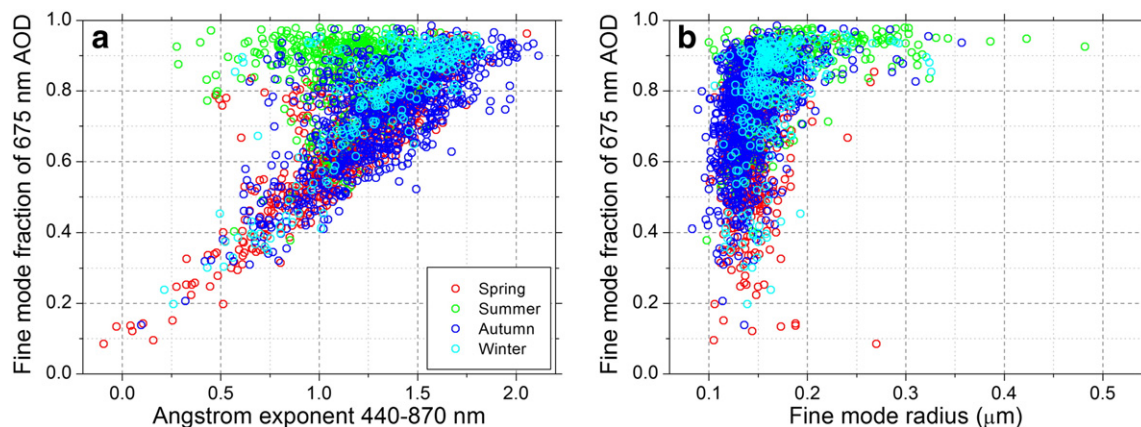 a
Fine mode fraction of 675 nm AOD
1.0
0.8
0.6
0.4
0.2
0.0
0.0 0.5 1.0 1.5 2.0
Angstrom exponent 440-870 nm
Spring
Summer
Autumn
Winter
b
Fine mode fraction of 675 nm AOD
1.0
0.8
0.6
0.4
0.2
0.0
0.1 0.2 0.3 0.4 0.5
Fine mode radius (μm)